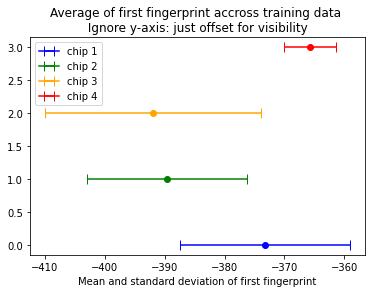 Average of first fingerprint accross training data
Ignore y-axis: just offset for visibility
3.0
2.5
2.0
1.5
1.0
0.5
0.0
chip 1
chip 2
chip 3
chip 4
−410 −400 −390 −380 −370 −360
Mean and standard deviation of first fingerprint